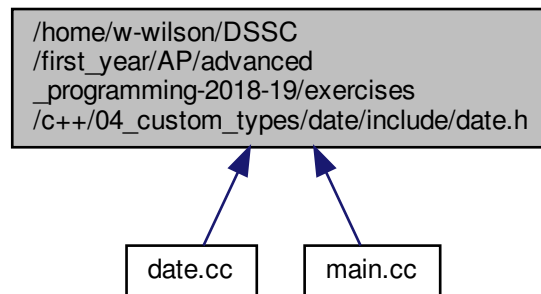 /home/w-wilson/DSSC
/first_year/AP/advanced
_programming-2018-19/exercises
/c++/04_custom_types/date/include/date.h
date.cc
main.cc